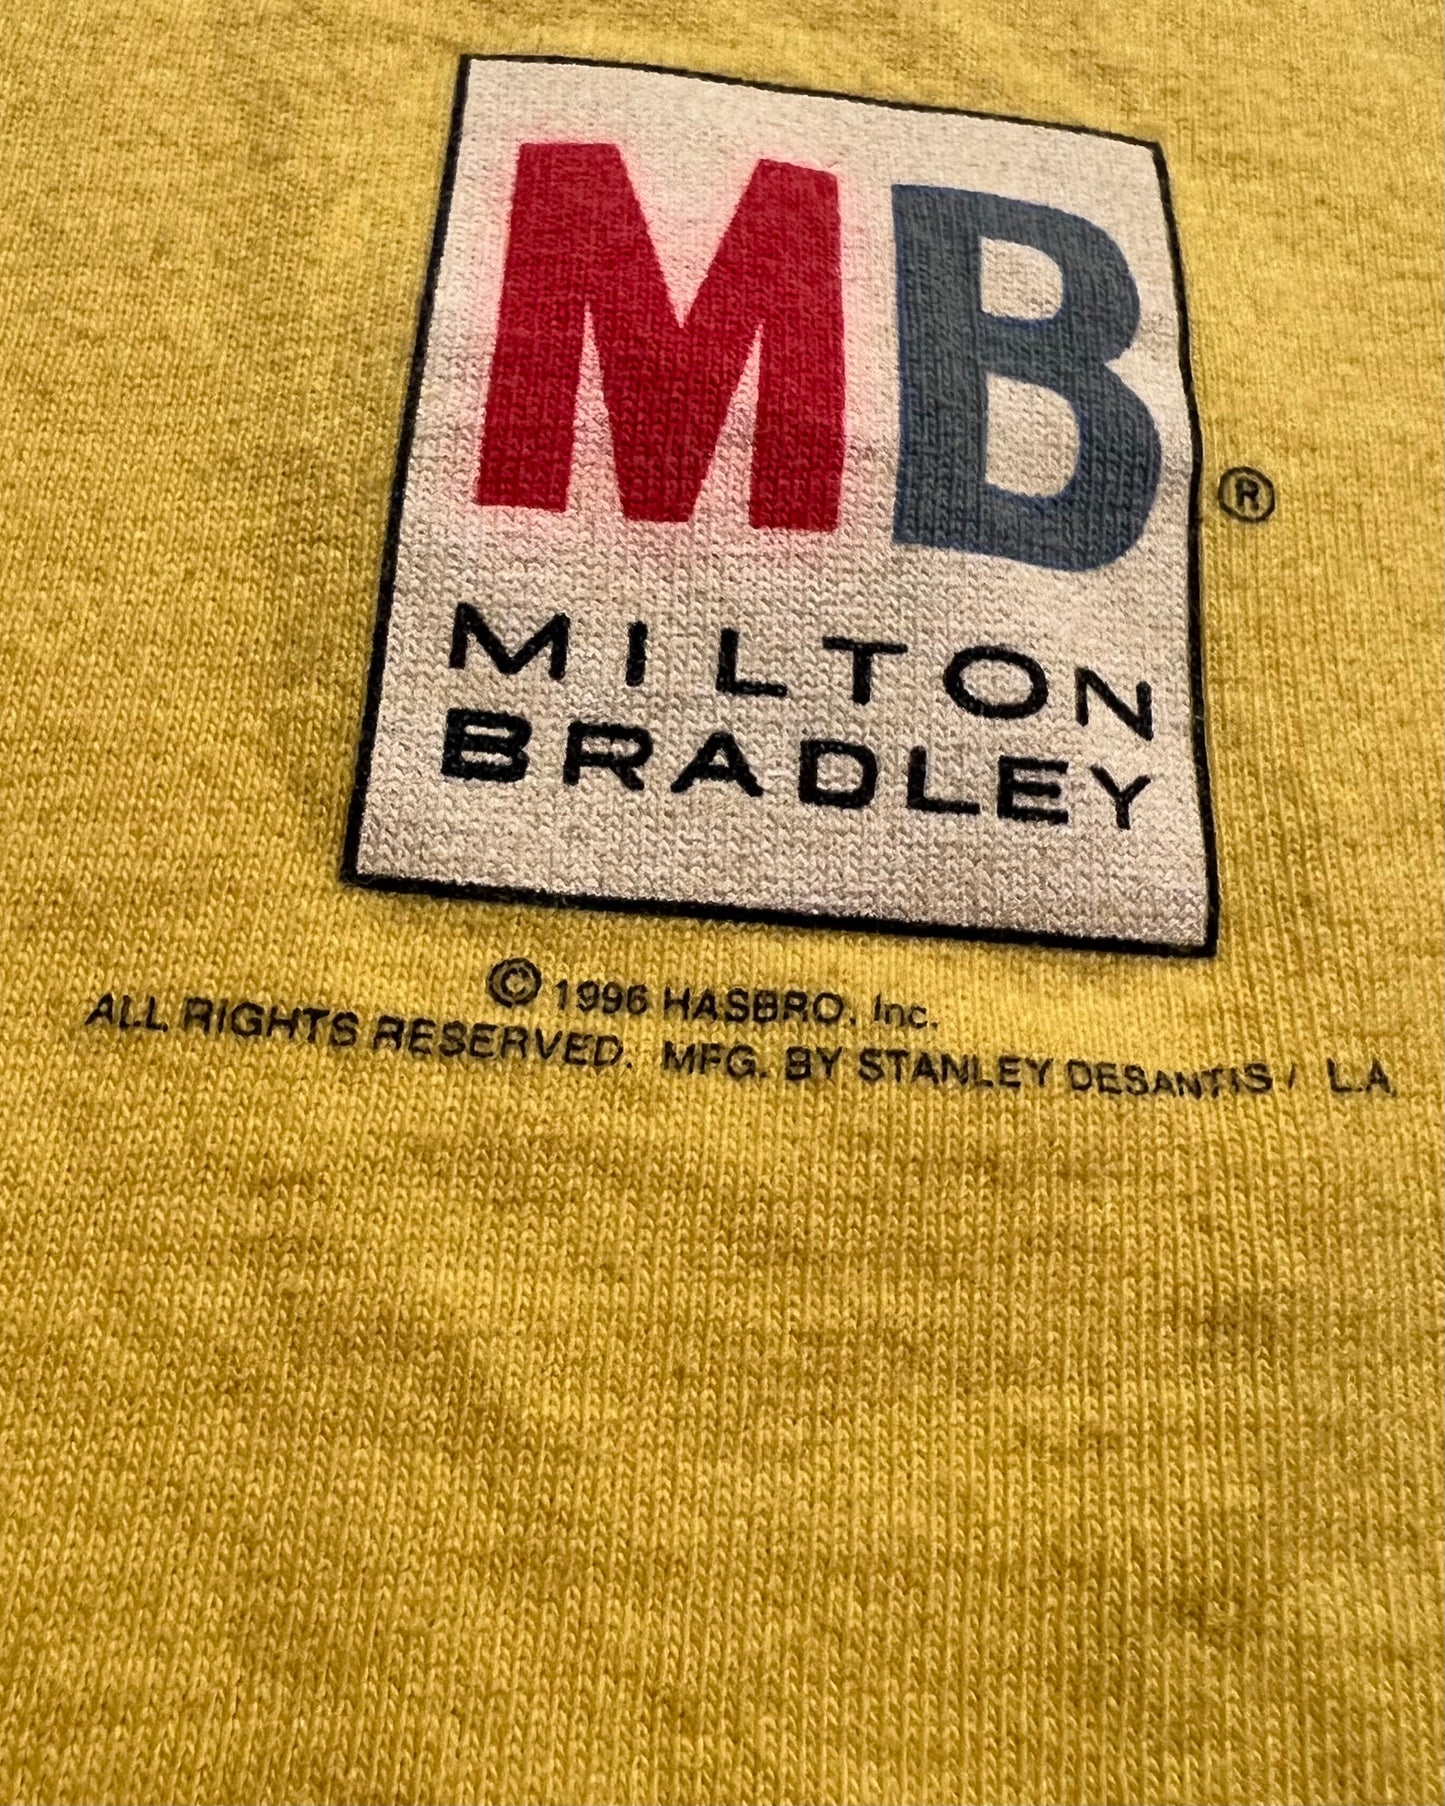 MB
®
MILTON
BRADLEY
© 1996 HASBRO, Inc.
ALL RIGHTS RESERVED. MFG. BY STANLEY DESANTIS / L.A.